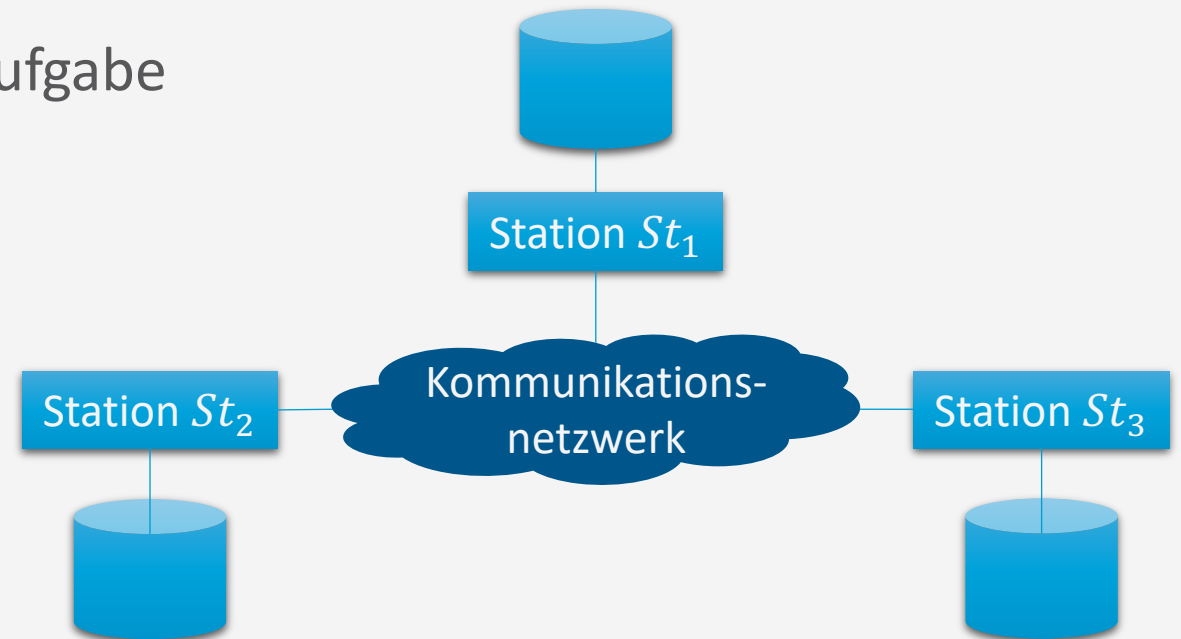 ufgabe
Station St₁
Kommunikations-
netzwerk
Station St₂
Station St₃